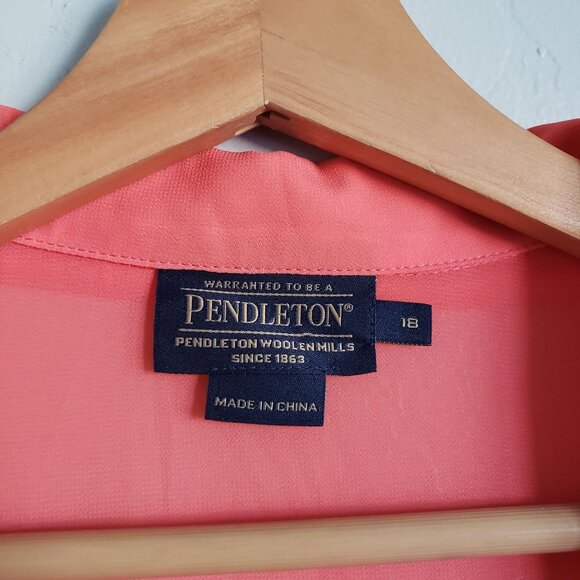 WARRANTED TO BE A
PENDLETON®
PENDLETON WOOLEN MILLS
SINCE 1863
18
MADE IN CHINA